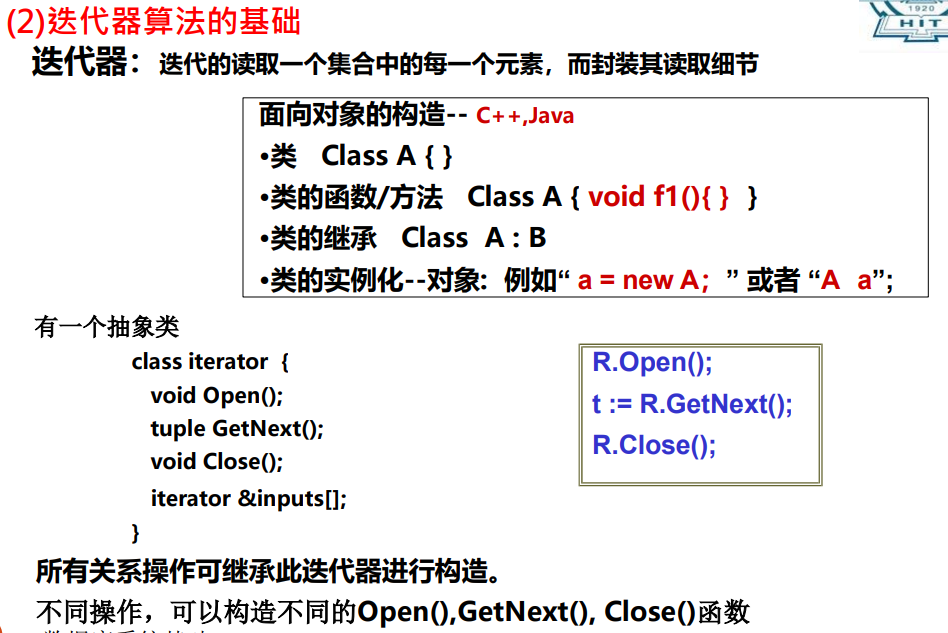 (2)迭代器算法的基础
1920
HIT
迭代器：迭代的读取一个集合中的每一个元素，而封装其读取细节
面向对象的构造-- C++,Java
•类 Class A { }
•类的函数/方法 Class A { void f1(){ } }
•类的继承 Class A : B
•类的实例化--对象: 例如“ a = new A；” 或者 “A a”;
有一个抽象类
class iterator {
void Open();
tuple GetNext();
void Close();
iterator &inputs[];
}
R.Open();
t := R.GetNext();
R.Close();
所有关系操作可继承此迭代器进行构造。
不同操作，可以构造不同的Open(),GetNext(), Close()函数